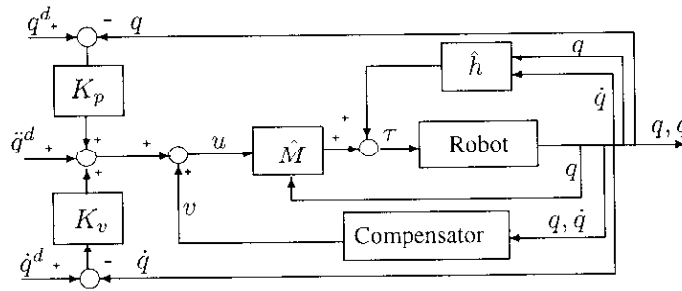 q^d + − q
K_p
ĥ
q
q̇
q̈^d + + + +
u
M̂
+ +
τ
Robot
q, q
q
K_v
+
+
v
Compensator
q, q̇
q̇^d + − q̇